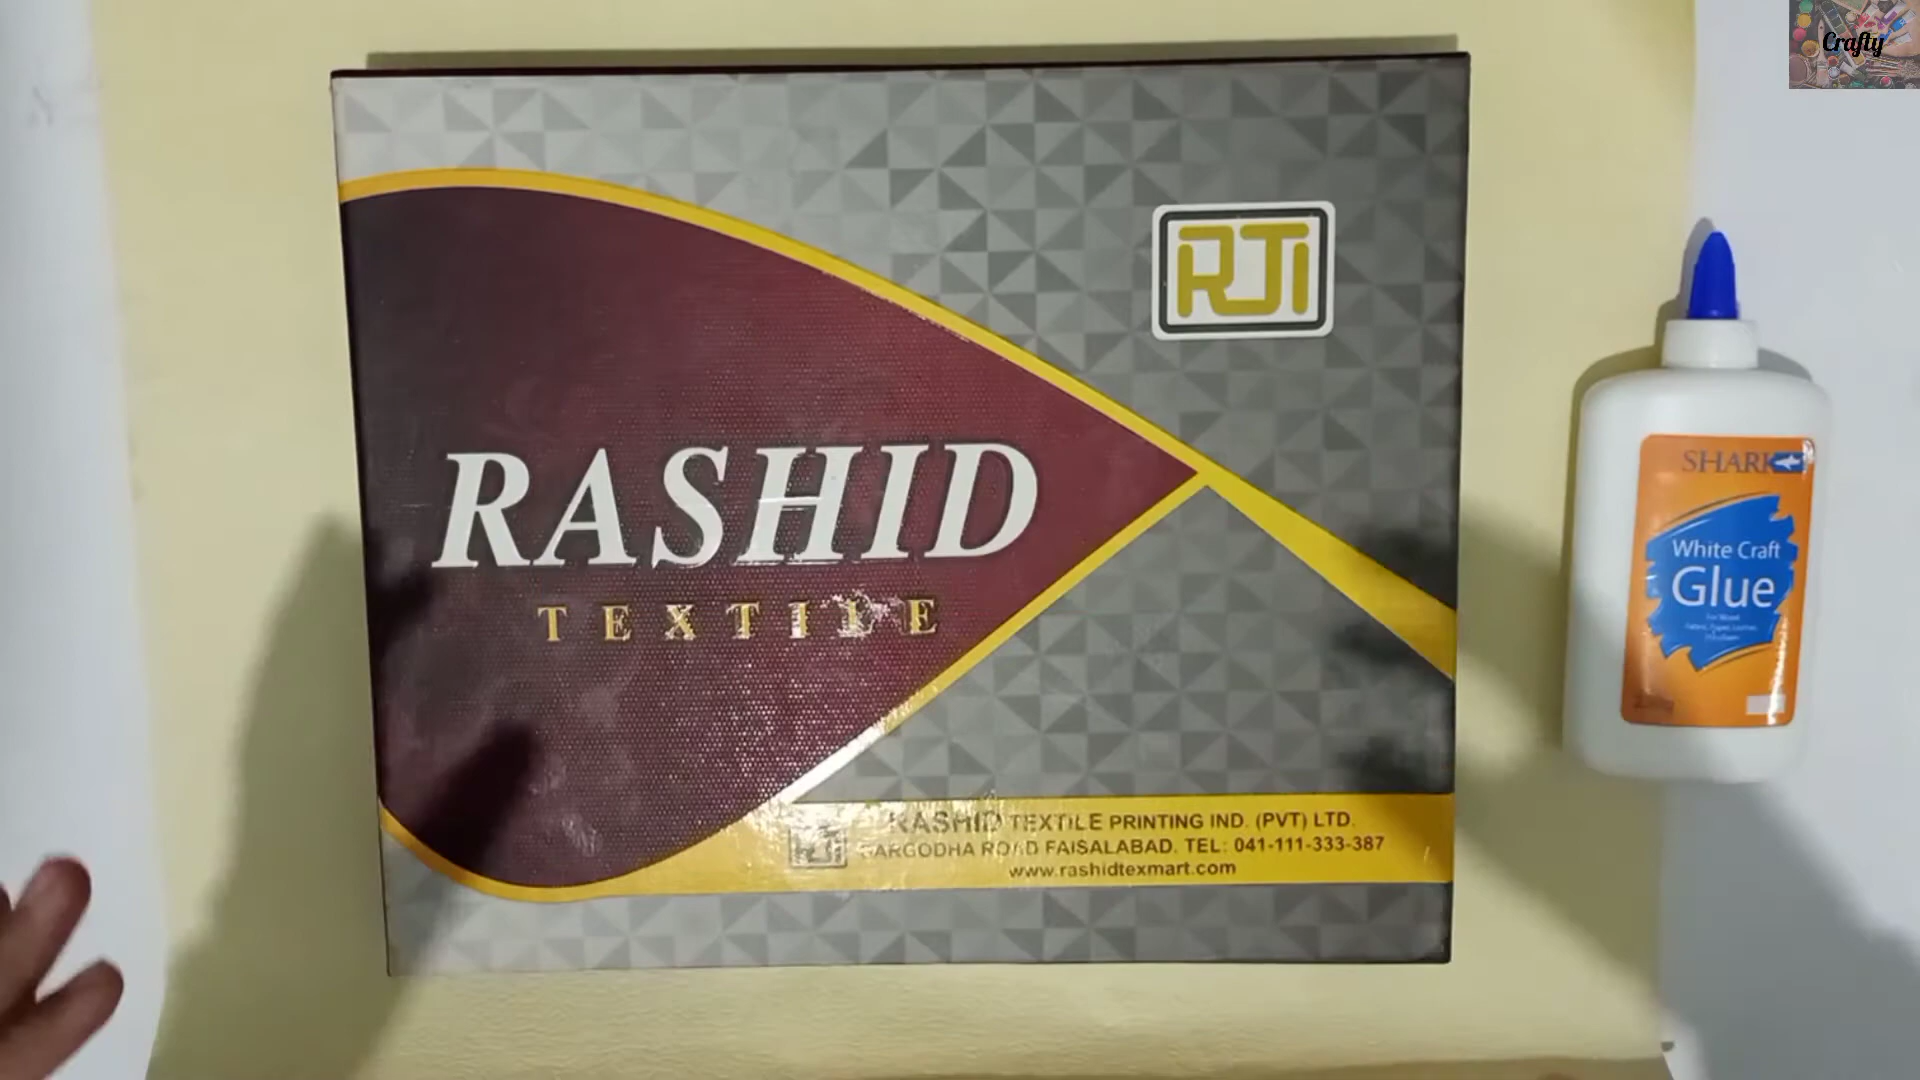 Crafty
RJTi
RASHID
TEXTILE
RASHID TEXTILE PRINTING IND. (PVT) LTD.
SARGODHA ROAD FAISALABAD. TEL: 041-111-333-387
www.rashidtexmart.com
SHARK
White Craft
Glue